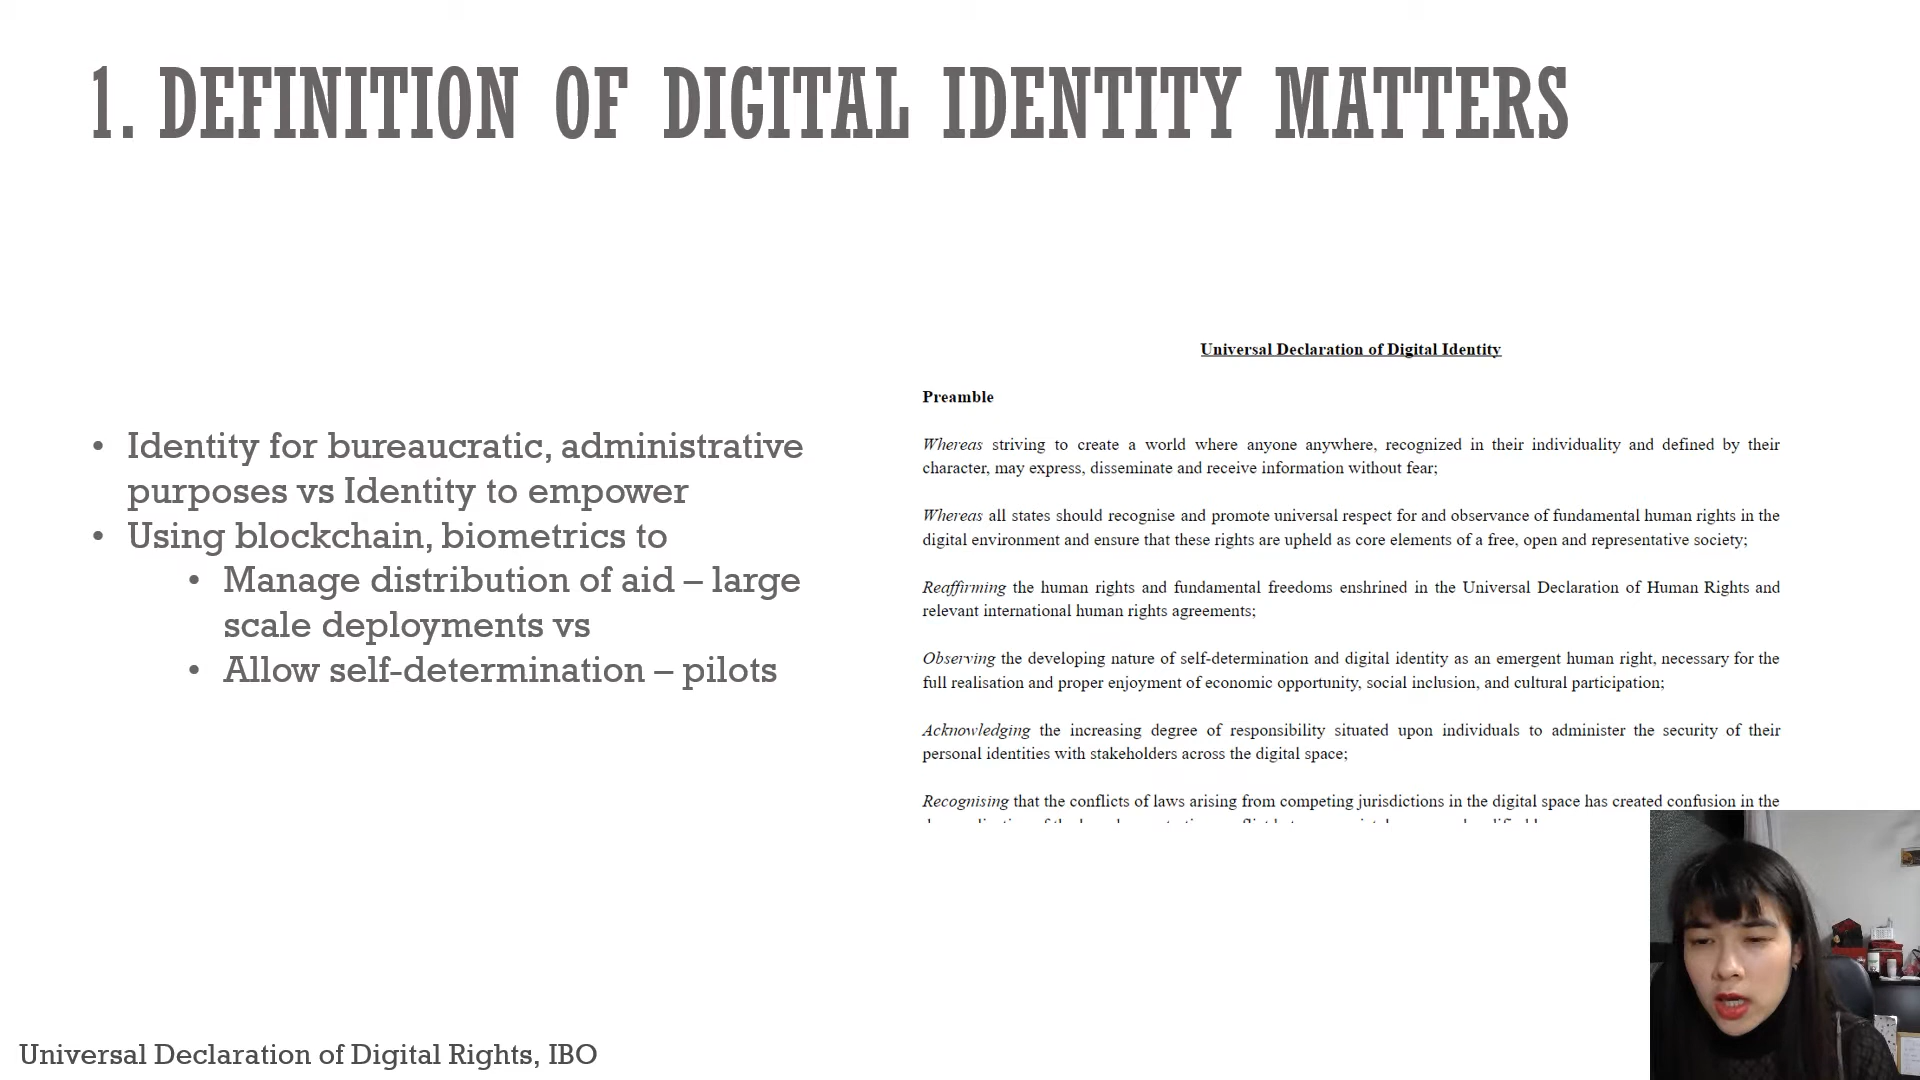 1. DEFINITION OF DIGITAL IDENTITY MATTERS
• Identity for bureaucratic, administrative
purposes vs Identity to empower
• Using blockchain, biometrics to
• Manage distribution of aid – large
scale deployments vs
• Allow self-determination – pilots
Universal Declaration of Digital Identity
Preamble
Whereas striving to create a world where anyone anywhere, recognized in their individuality and defined by their
character, may express, disseminate and receive information without fear;
Whereas all states should recognise and promote universal respect for and observance of fundamental human rights in the
digital environment and ensure that these rights are upheld as core elements of a free, open and representative society;
Reaffirming the human rights and fundamental freedoms enshrined in the Universal Declaration of Human Rights and
relevant international human rights agreements;
Observing the developing nature of self-determination and digital identity as an emergent human right, necessary for the
full realisation and proper enjoyment of economic opportunity, social inclusion, and cultural participation;
Acknowledging the increasing degree of responsibility situated upon individuals to administer the security of their
personal identities with stakeholders across the digital space;
Recognising that the conflicts of laws arising from competing jurisdictions in the digital space has created confusion in the
Universal Declaration of Digital Rights, IBO